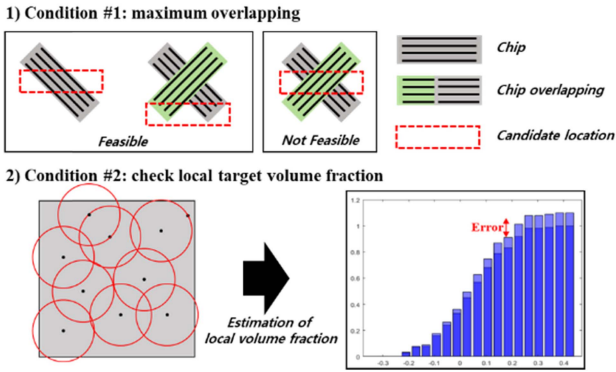 1) Condition #1: maximum overlapping
Feasible
Not Feasible
Chip
Chip overlapping
Candidate location
2) Condition #2: check local target volume fraction
Estimation of
local volume fraction
Error
1.2
1
0.8
0.6
0.4
0.2
0
-0.3
-0.2
-0.1
0
0.1
0.2
0.3
0.4